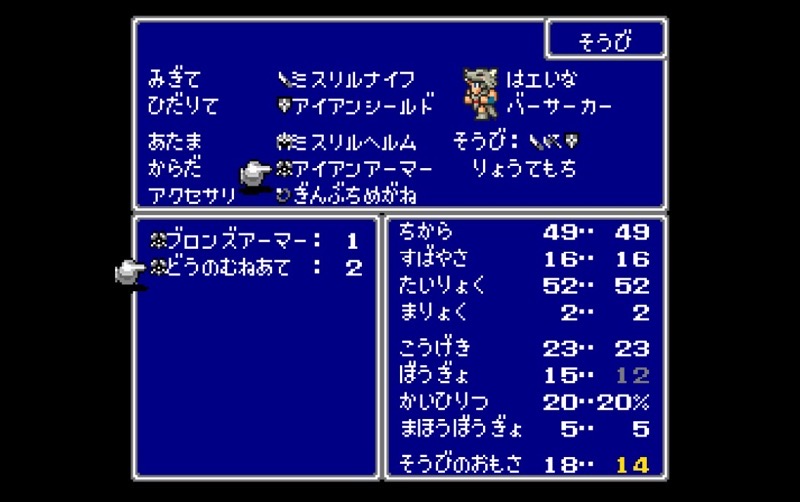 そうび
みぎて ミスリルナイフ はエいな
ひだりて アイアンシールド バーサーカー
あたま ミスリルヘルム そうび:
からだ アイアンアーマー りょうてもち
アクセサリ ぎんぶちめがね
ブロンズアーマー: 1
どうのむねあて : 2
ちから 49‥ 49
すばやさ 16‥ 16
たいりょく 52‥ 52
まりょく 2‥ 2
こうげき 23‥ 23
ぼうぎょ 15‥ 12
かいひりつ 20‥20%
まほうぼうぎょ 5‥ 5
そうびのおもさ 18‥ 14